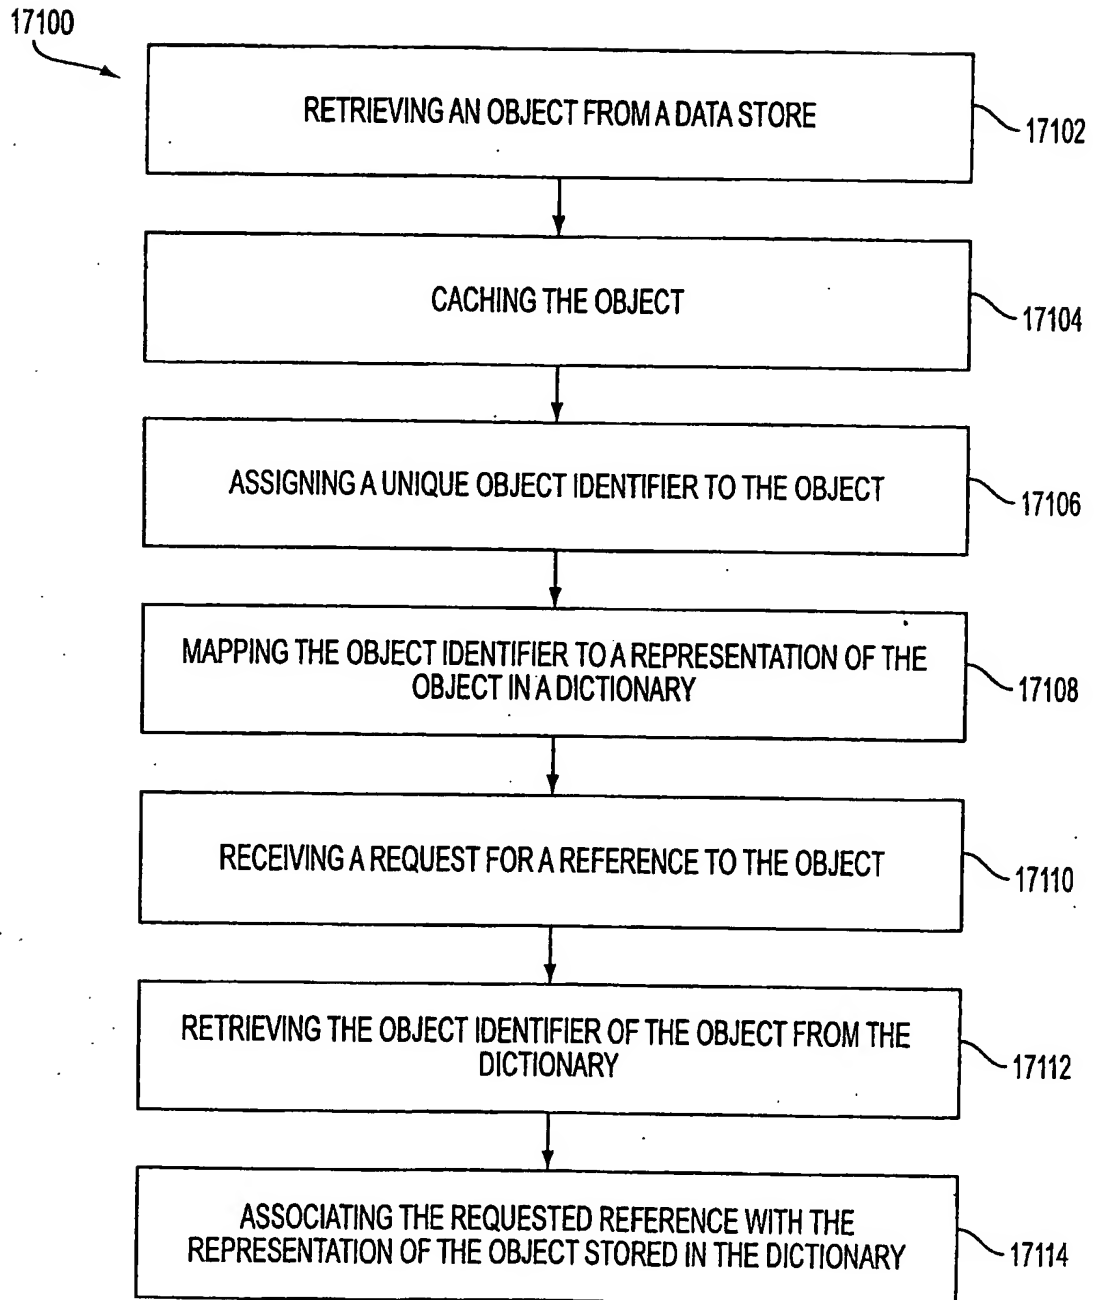 17100
RETRIEVING AN OBJECT FROM A DATA STORE
17102
CACHING THE OBJECT
17104
ASSIGNING A UNIQUE OBJECT IDENTIFIER TO THE OBJECT
17106
MAPPING THE OBJECT IDENTIFIER TO A REPRESENTATION OF THE
OBJECT IN A DICTIONARY
17108
RECEIVING A REQUEST FOR A REFERENCE TO THE OBJECT
17110
RETRIEVING THE OBJECT IDENTIFIER OF THE OBJECT FROM THE
DICTIONARY
17112
ASSOCIATING THE REQUESTED REFERENCE WITH THE
REPRESENTATION OF THE OBJECT STORED IN THE DICTIONARY
17114